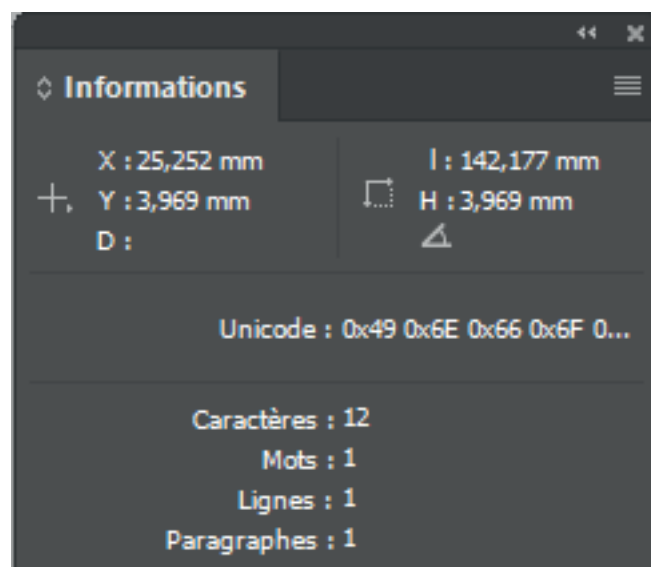 Informations
X : 25,252 mm
Y : 3,969 mm
D :
l : 142,177 mm
H : 3,969 mm
Unicode : 0x49 0x6E 0x66 0x6F 0...
Caractères : 12
Mots : 1
Lignes : 1
Paragraphes : 1